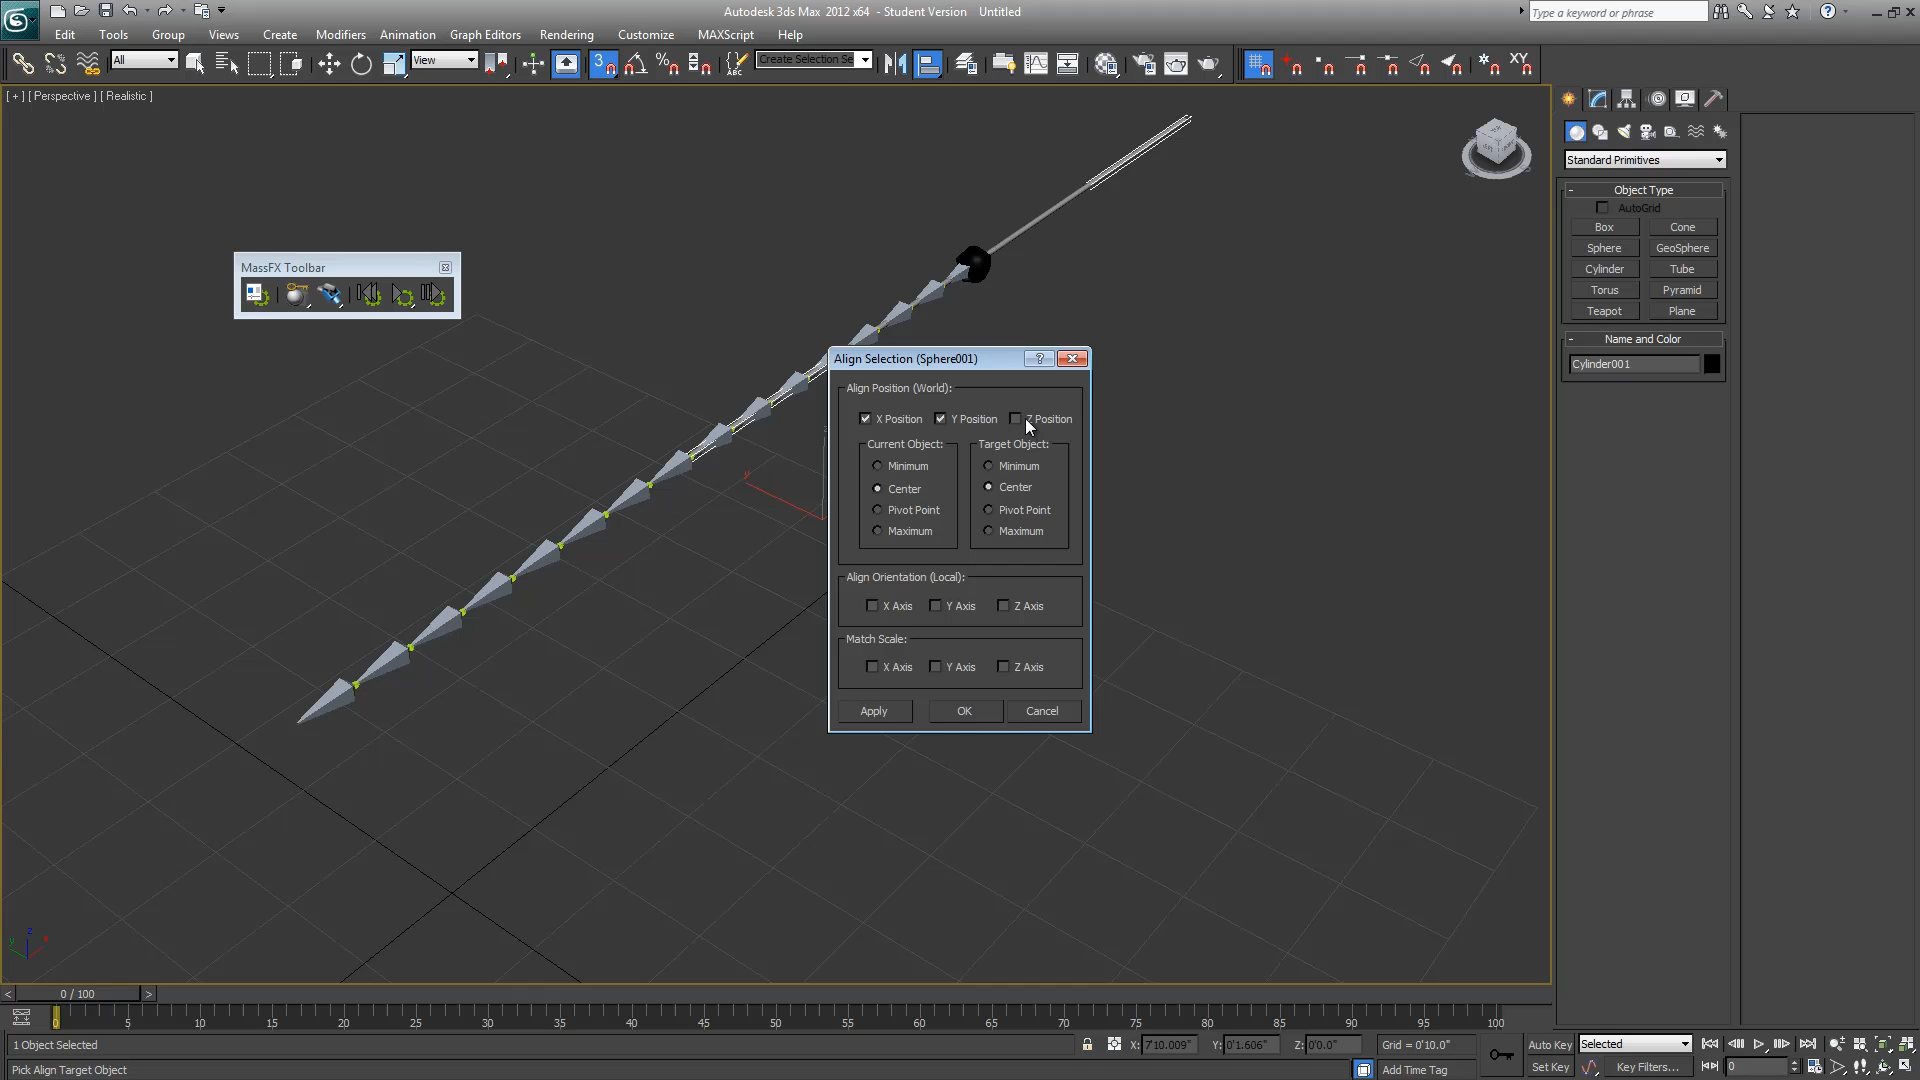 Autodesk 3ds Max 2012 x64 - Student Version Untitled
Type a keyword or phrase
Edit Tools Group Views Create Modifiers Animation Graph Editors Rendering Customize MAXScript Help
All
View
3
Create Selection Se
XY
[ + ] [ Perspective ] [ Realistic ]
Standard Primitives
- Object Type
AutoGrid
Box Cone
Sphere GeoSphere
Cylinder Tube
Torus Pyramid
Teapot Plane
- Name and Color
Cylinder001
MassFX Toolbar
Align Selection (Sphere001)
Align Position (World):
X Position Y Position Z Position
Current Object: Target Object:
Minimum Minimum
Center Center
Pivot Point Pivot Point
Maximum Maximum
Align Orientation (Local):
X Axis Y Axis Z Axis
Match Scale:
X Axis Y Axis Z Axis
Apply OK Cancel
y
z
x
< 0 / 100 >
0 5 10 15 20 25 30 35 40 45 50 55 60 65 70 75 80 85 90 95 100
1 Object Selected
X: 7'10.009" Y: 0'1.606" Z: 0'0.0" Grid = 0'10.0"
Auto Key Selected
Pick Align Target Object
Add Time Tag
Set Key Key Filters... 0